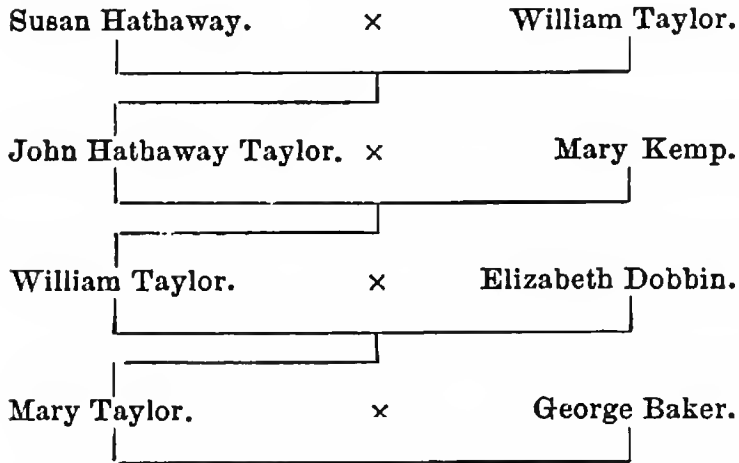 Susan Hathaway. × William Taylor.
John Hathaway Taylor. × Mary Kemp.
William Taylor. × Elizabeth Dobbin.
Mary Taylor. × George Baker.